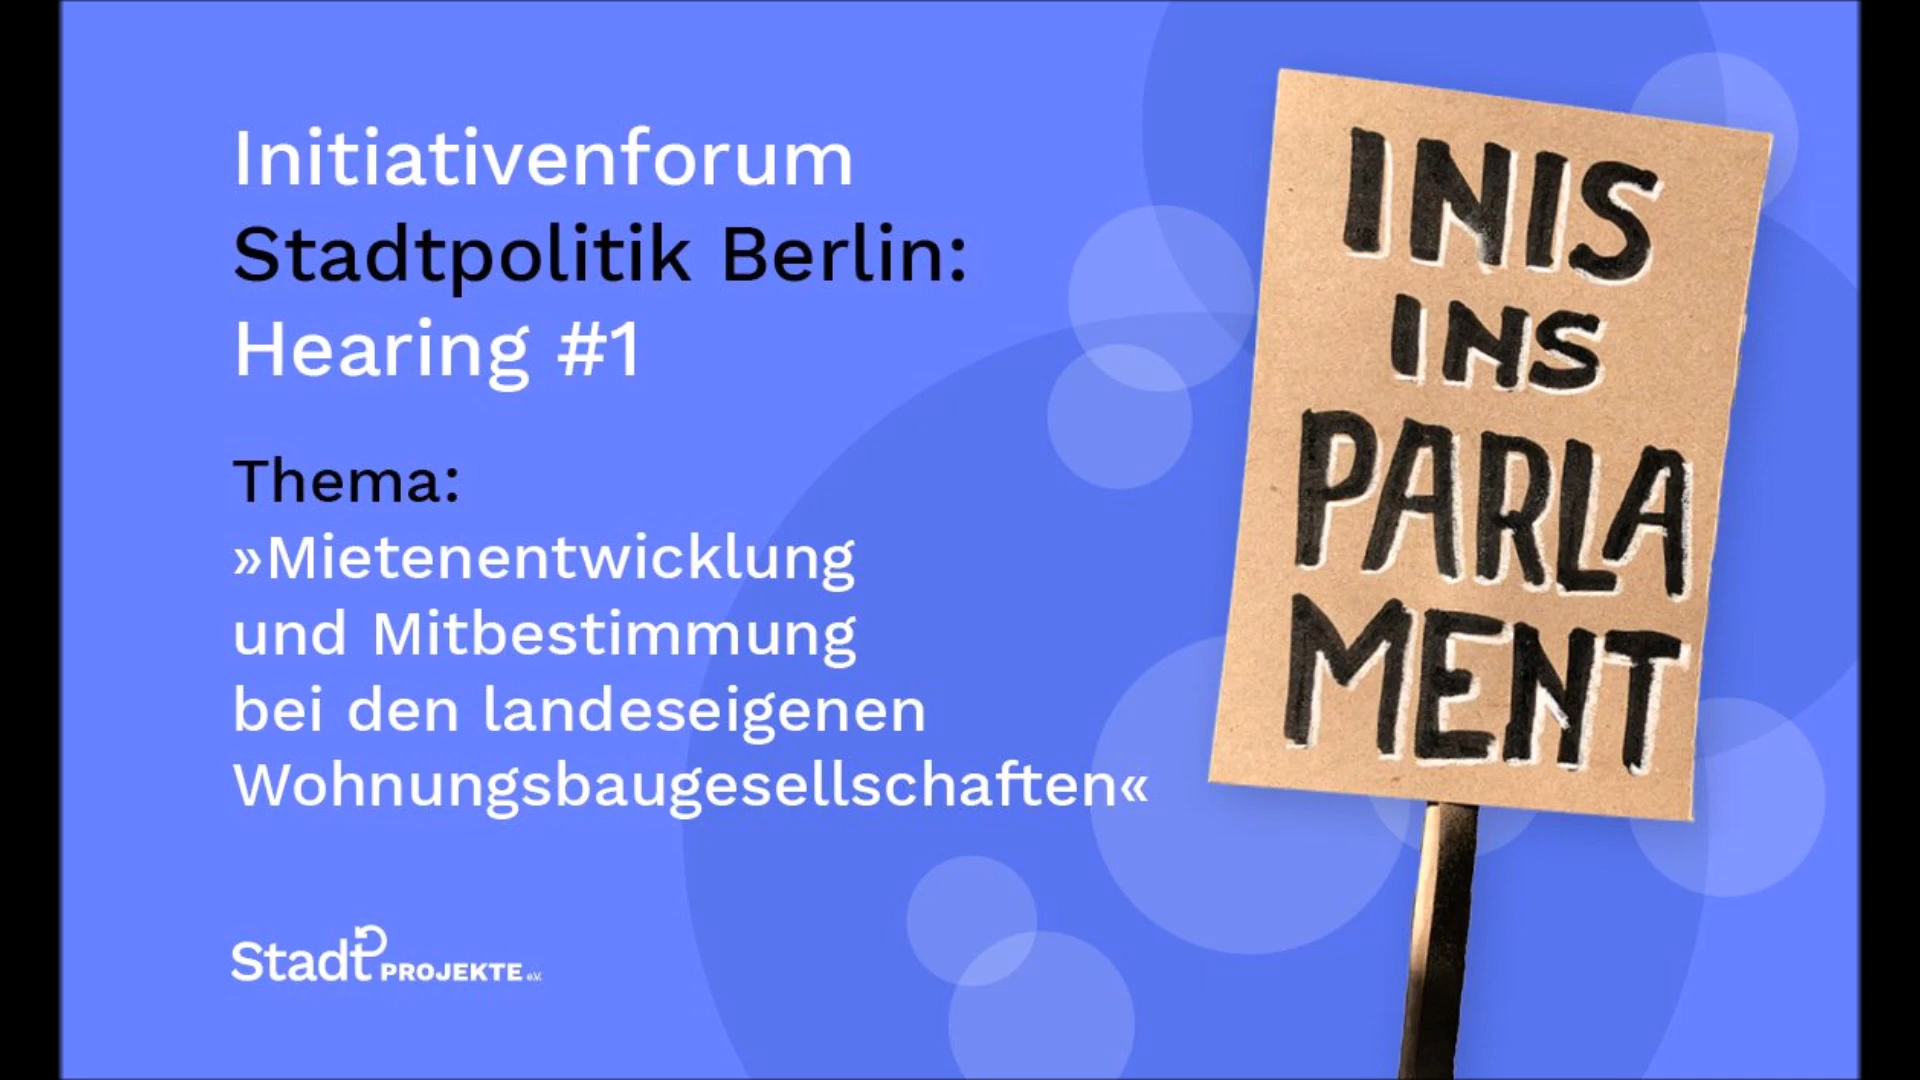 Initiativenforum
Stadtpolitik Berlin:
Hearing #1
Thema:
»Mietenentwicklung
und Mitbestimmung
bei den landeseigenen
Wohnungsbaugesellschaften«
Stadt PROJEKTE e.V.
INIS
INS
PARLA
MENT